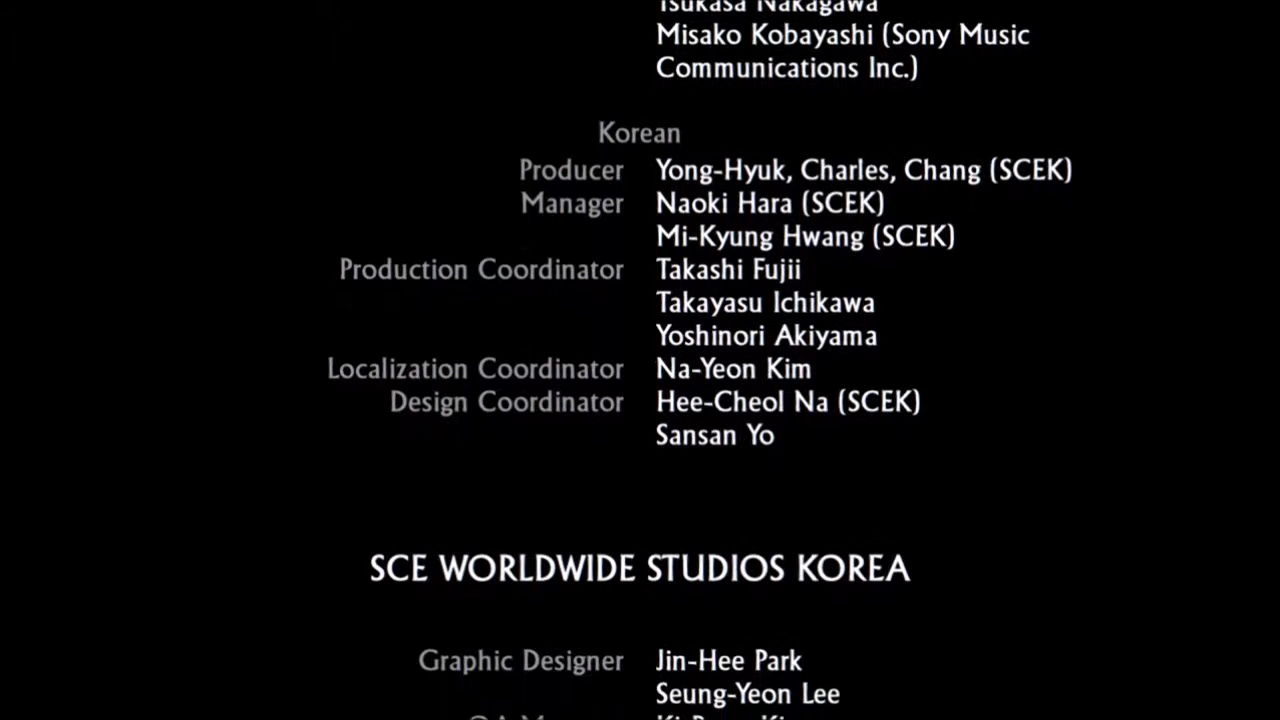 Tsukasa Nakagawa
Misako Kobayashi (Sony Music
Communications Inc.)
Korean
Producer Yong-Hyuk, Charles, Chang (SCEK)
Manager Naoki Hara (SCEK)
Mi-Kyung Hwang (SCEK)
Production Coordinator Takashi Fujii
Takayasu Ichikawa
Yoshinori Akiyama
Localization Coordinator Na-Yeon Kim
Design Coordinator Hee-Cheol Na (SCEK)
Sansan Yo
SCE WORLDWIDE STUDIOS KOREA
Graphic Designer Jin-Hee Park
Seung-Yeon Lee